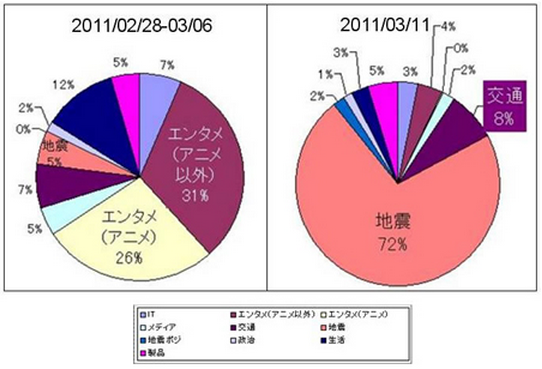 2011/02/28-03/06
5%
7%
12%
2%
0%
地震
5%
7%
5%
エンタメ
(アニメ
以外)
31%
エンタメ
(アニメ)
26%
2011/03/11
4%
3%
0%
1%
5%
3%
2%
2%
交通
8%
地震
72%
IT
エンタメ(アニメ以外)
エンタメ(アニメ)
メディア
交通
地震
地震ポジ
政治
生活
製品